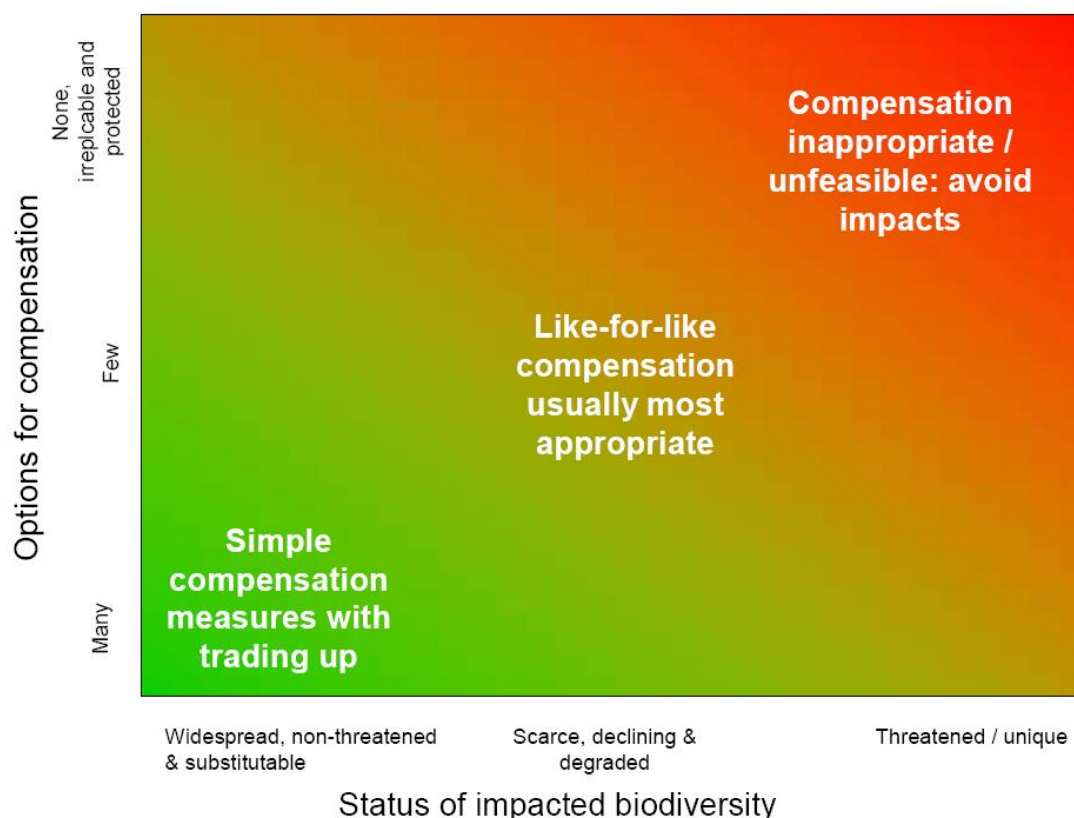 None,
irreplcable and
protected
Few
Many
Options for compensation
Compensation
inappropriate /
unfeasible: avoid
impacts
Like-for-like
compensation
usually most
appropriate
Simple
compensation
measures with
trading up
Widespread, non-threatened
& substitutable
Scarce, declining &
degraded
Threatened / unique
Status of impacted biodiversity